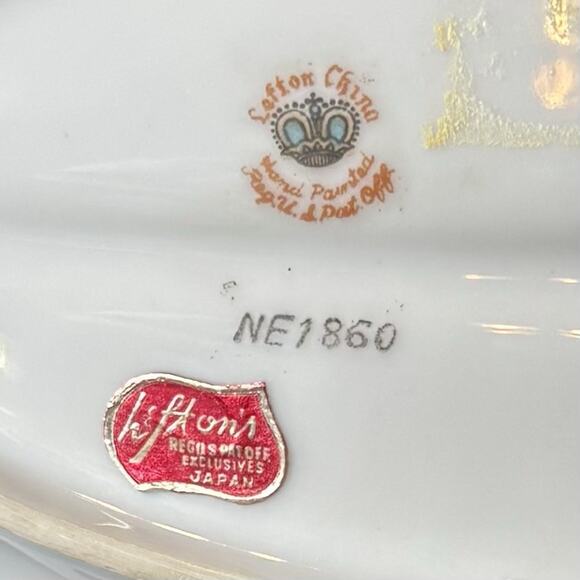 Lefton China
Hand Painted
Reg. U. S. Pat. Off.
NE1860
Lefton's
REG U S PAT OFF
EXCLUSIVES
JAPAN